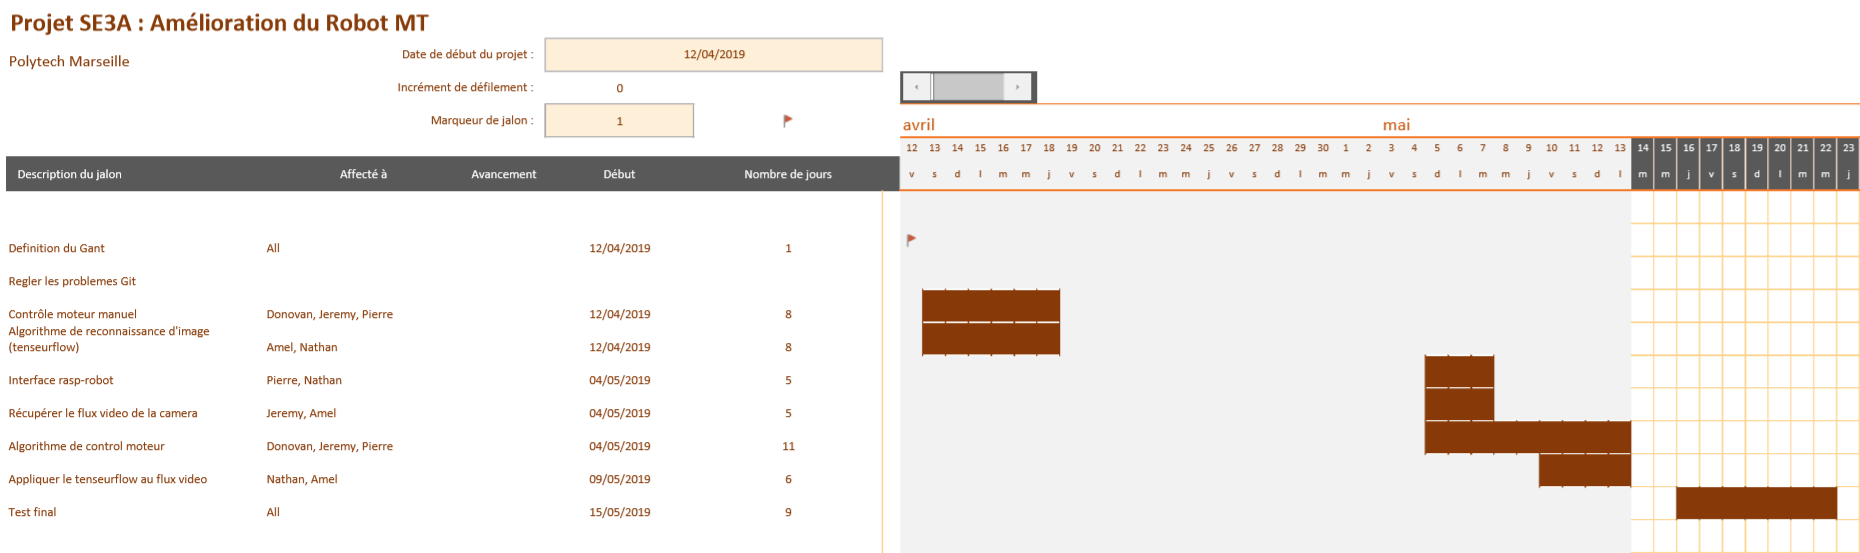 Projet SE3A : Amélioration du Robot MT
Polytech Marseille
Date de début du projet :
12/04/2019
Incrément de défilement :
0
Marqueur de jalon :
1
avril mai
12 13 14 15 16 17 18 19 20 21 22 23 24 25 26 27 28 29 30 1 2 3 4 5 6 7 8 9 10 11 12 13 14 15 16 17 18 19 20 21 22 23
Description du jalon Affecté à Avancement Début Nombre de jours
v s d l m m j v s d l m m j v s d l m m j v s d l m m j v s d l m m j v s d l m m j
Definition du Gant All 12/04/2019 1
Regler les problemes Git
Contrôle moteur manuel Donovan, Jeremy, Pierre 12/04/2019 8
Algorithme de reconnaissance d'image
(tenseurflow) Amel, Nathan 12/04/2019 8
Interface rasp-robot Pierre, Nathan 04/05/2019 5
Récupérer le flux video de la camera Jeremy, Amel 04/05/2019 5
Algorithme de control moteur Donovan, Jeremy, Pierre 04/05/2019 11
Appliquer le tenseurflow au flux video Nathan, Amel 09/05/2019 6
Test final All 15/05/2019 9